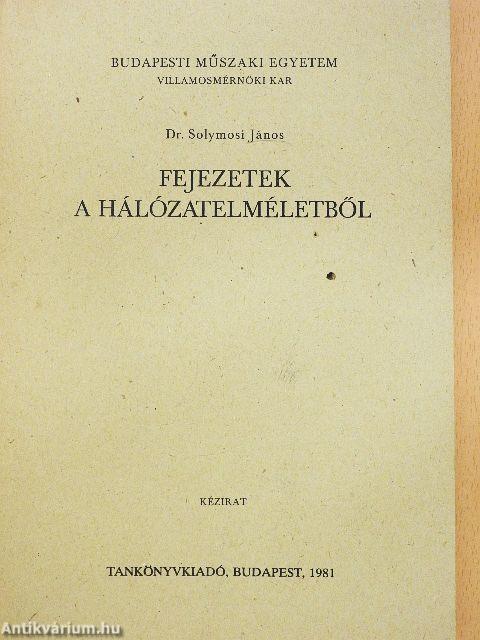 BUDAPESTI MŰSZAKI EGYETEM
VILLAMOSMÉRNÖKI KAR
Dr. Solymosi János
FEJEZETEK
A HÁLÓZATELMÉLETBŐL
KÉZIRAT
TANKÖNYVKIADÓ, BUDAPEST, 1981
Antikvárium.hu